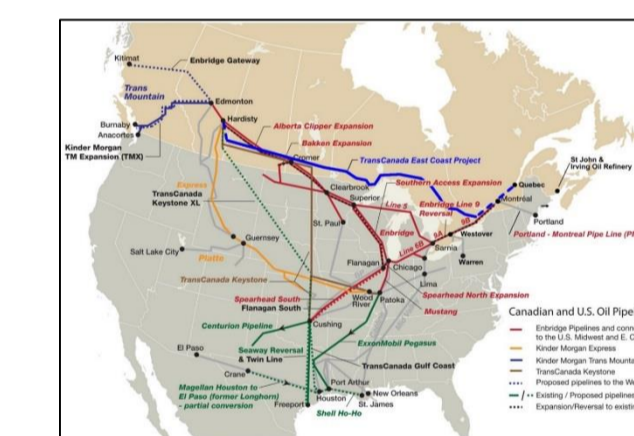 Kitimat
Enbridge Gateway
Trans
Mountain
Edmonton
Hardisty
Burnaby
Anacortes
Kinder Morgan
TM Expansion (TMX)
Alberta Clipper Expansion
Bakken Expansion
Cromer
TransCanada East Coast Project
St John &
Irving Oil Refinery
Express
TransCanada
Keystone XL
Clearbrook
Superior
Southern Access Expansion
Quebec
Montréal
Line 5
Enbridge Line 9
Reversal
9B
9A
Portland
St. Paul
Enbridge
Westover
Portland - Montreal Pipe Line
Sarnia
Line 6B
Warren
Salt Lake City
Guernsey
Platte
Flanagan
Chicago
Lima
TransCanada Keystone
Spearhead South
Flanagan South
Wood
River
Patoka
Spearhead North Expansion
Mustang
Canadian and U.S. Oil
Centurion Pipeline
Cushing
Enbridge Pipelines and
to the U.S. Midwest and E.
Kinder Morgan Express
Kinder Morgan Trans
TransCanada Keystone
Proposed pipelines to the
Existing / Proposed pipelines
Expansion/Reversal to
El Paso
Seaway Reversal
& Twin Line
ExxonMobil Pegasus
Crane
TransCanada Gulf Coast
Magellan Houston to
El Paso (former Longhorn)
- partial conversion
Port Arthur
Houston
New Orleans
St. James
Freeport
Shell Ho-Ho